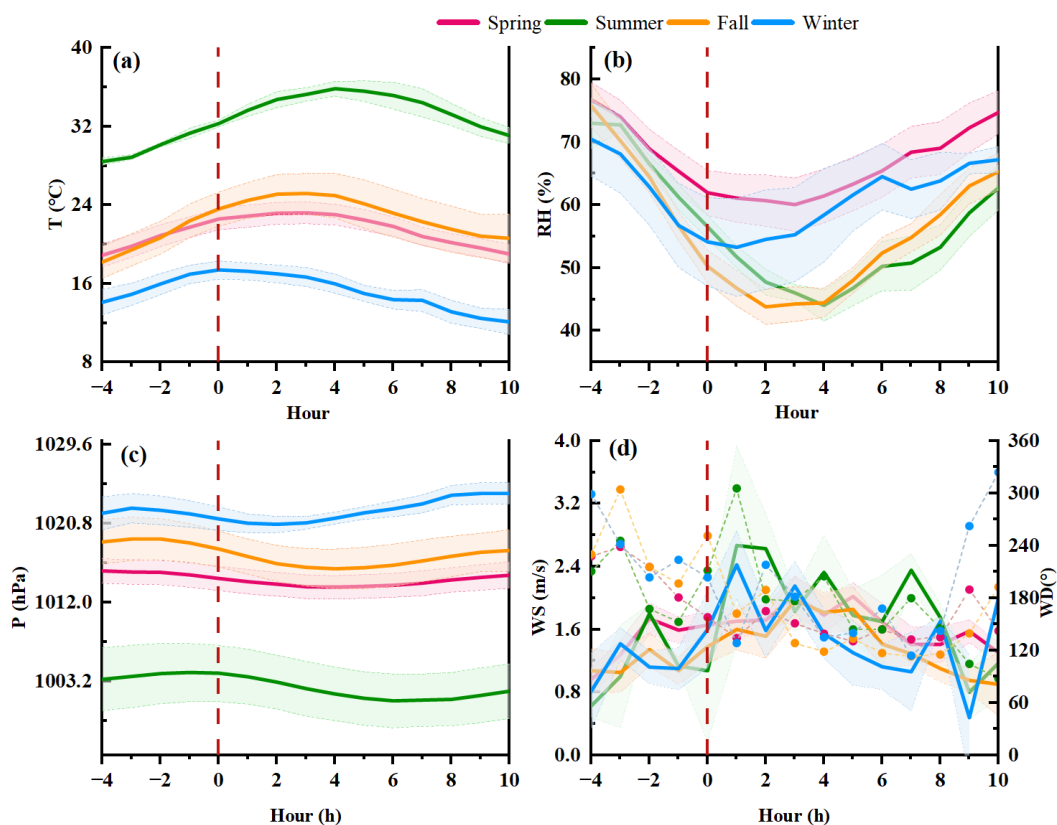 Spring Summer Fall Winter
(a)
T (℃)
40
32
24
16
8
−4 −2 0 2 4 6 8 10
Hour
(b)
RH (%)
80
70
60
50
40
−4 −2 0 2 4 6 8 10
Hour
(c)
P (hPa)
1029.6
1020.8
1012.0
1003.2
−4 −2 0 2 4 6 8 10
Hour (h)
(d)
WS (m/s)
4.0
3.2
2.4
1.6
0.8
0.0
360
300
240
180
120
60
0
WD(°)
−4 −2 0 2 4 6 8 10
Hour (h)